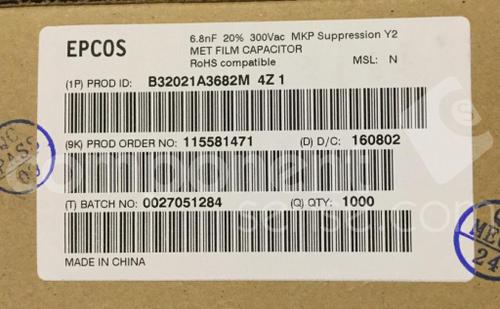 EPCOS
6.8nF 20% 300Vac MKP Suppression Y2
MET FILM CAPACITOR
RoHS compatible
MSL: N
(1P) PROD ID: B32021A3682M 4Z 1
(9K) PROD ORDER NO: 115581471 (D) D/C: 160802
(T) BATCH NO: 0027051284 (Q) QTY: 1000
MADE IN CHINA